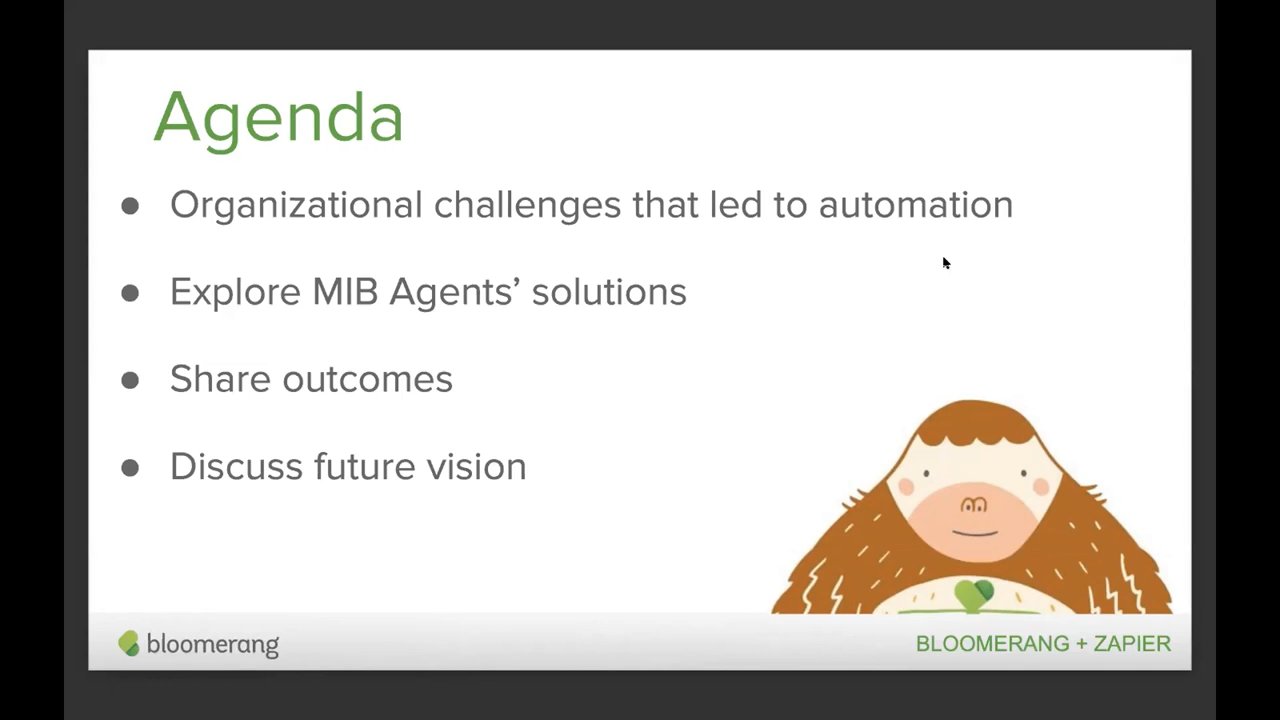 Agenda
● Organizational challenges that led to automation
● Explore MIB Agents’ solutions
● Share outcomes
● Discuss future vision
bloomerang
BLOOMERANG + ZAPIER